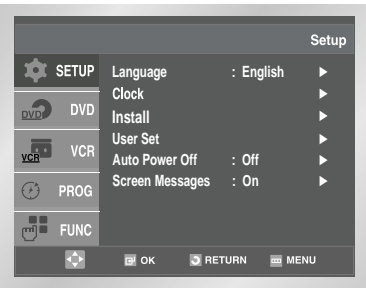 Setup
SETUP
DVD DVD
VCR VCR
PROG
FUNC
Language : English ►
Clock ►
Install ►
User Set ►
Auto Power Off : Off ►
Screen Messages : On ►
OK RETURN MENU